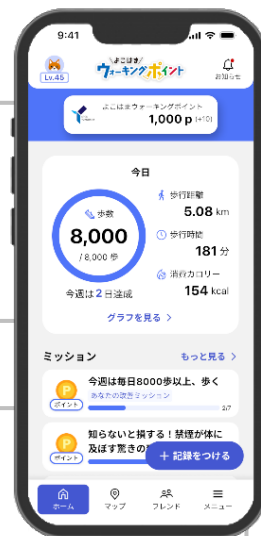 9:41
よこはま
ウォーキングポイント
Lv.45
お知らせ
よこはまウォーキングポイント
1,000 p (+10)
今日
歩数
8,000
/ 8,000 歩
今週は2日達成
歩行距離
5.08 km
歩行時間
181 分
消費カロリー
154 kcal
グラフを見る
ミッション
もっと見る
今週は毎日8000歩以上、歩く
あなたの改善ミッション
ポイント
2/7
知らないと損する!禁煙が体に
及ぼす驚きの
ポイント
+ 記録をつける
ホーム
マップ
フレンド
メニュー